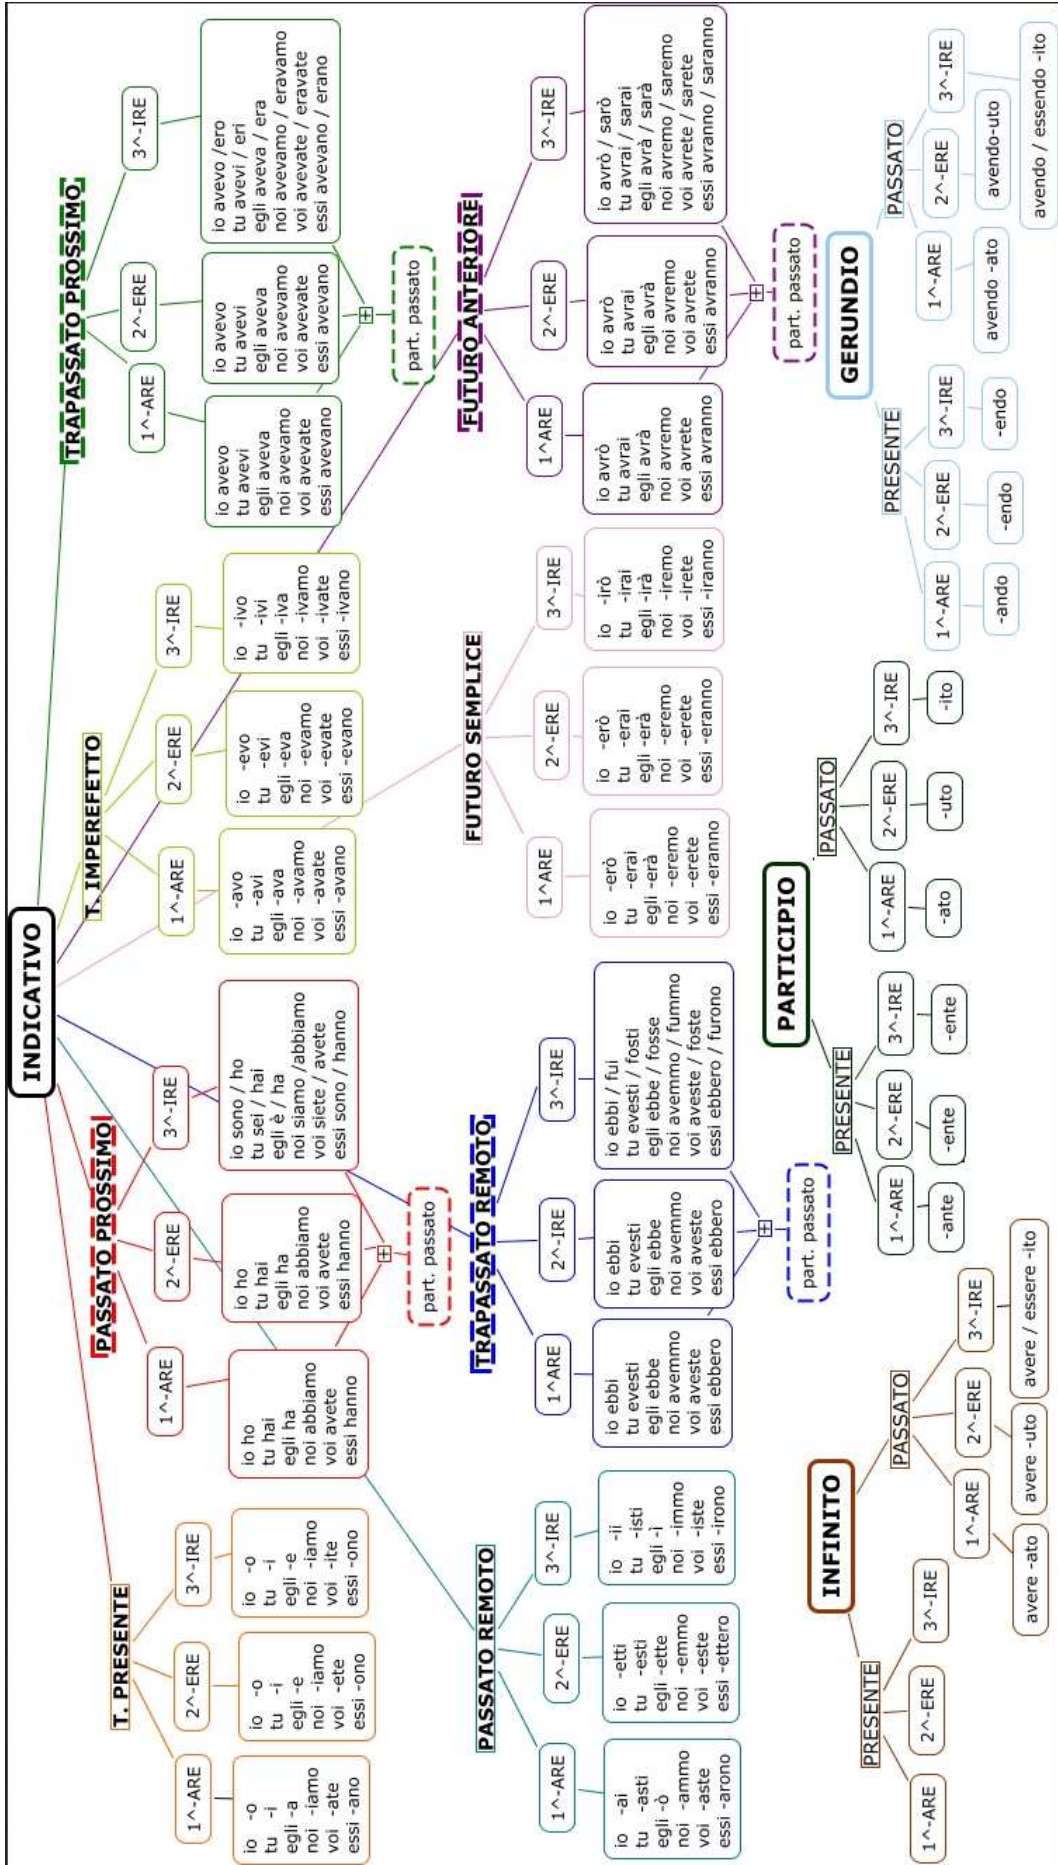 INDICATIVO
T. PRESENTE
1^-ARE
io -o
tu -i
egli -a
noi -iamo
voi -ate
essi -ano
2^-ERE
io -o
tu -i
egli -e
noi -iamo
voi -ete
essi -ono
3^-IRE
io -o
tu -i
egli -e
noi -iamo
voi -ite
essi -ono
PASSATO PROSSIMO
1^-ARE
io ho
tu hai
egli ha
noi abbiamo
voi avete
essi hanno
2^-ERE
io ho
tu hai
egli ha
noi abbiamo
voi avete
essi hanno
3^-IRE
io sono / ho
tu sei / hai
egli è / ha
noi siamo /abbiamo
voi siete / avete
essi sono / hanno
+
part. passato
T. IMPEREFETTO
1^-ARE
io -avo
tu -avi
egli -ava
noi -avamo
voi -avate
essi -avano
2^-ERE
io -evo
tu -evi
egli -eva
noi -evamo
voi -evate
essi -evano
3^-IRE
io -ivo
tu -ivi
egli -iva
noi -ivamo
voi -ivate
essi -ivano
TRAPASSATO PROSSIMO
1^-ARE
io avevo
tu avevi
egli aveva
noi avevamo
voi avevate
essi avevano
2^-ERE
io avevo
tu avevi
egli aveva
noi avevamo
voi avevate
essi avevano
3^-IRE
io avevo /ero
tu avevi / eri
egli aveva / era
noi avevamo / eravamo
voi avevate / eravate
essi avevano / erano
+
part. passato
PASSATO REMOTO
1^-ARE
io -ai
tu -asti
egli -ò
noi -ammo
voi -aste
essi -arono
2^-ERE
io -etti
tu -esti
egli -ette
noi -emmo
voi -este
essi -ettero
3^-IRE
io -ii
tu -isti
egli -ì
noi -immo
voi -iste
essi -irono
TRAPASSATO REMOTO
1^ARE
io ebbi
tu evesti
egli ebbe
noi avemmo
voi aveste
essi ebbero
2^-IRE
io ebbi
tu evesti
egli ebbe
noi avemmo
voi aveste
essi ebbero
3^-IRE
io ebbi / fui
tu evesti / fosti
egli ebbe / fosse
noi avemmo / fummo
voi aveste / foste
essi ebbero / furono
+
part. passato
FUTURO SEMPLICE
1^ARE
io -erò
tu -erai
egli -erà
noi -eremo
voi -erete
essi -eranno
2^-ERE
io -erò
tu -erai
egli -erà
noi -eremo
voi -erete
essi -eranno
3^-IRE
io -irò
tu -irai
egli -irà
noi -iremo
voi -irete
essi -iranno
FUTURO ANTERIORE
1^ARE
io avrò
tu avrai
egli avrà
noi avremo
voi avrete
essi avranno
2^-ERE
io avrò
tu avrai
egli avrà
noi avremo
voi avrete
essi avranno
3^-IRE
io avrò / sarò
tu avrai / sarai
egli avrà / sarà
noi avremo / saremo
voi avrete / sarete
essi avranno / saranno
+
part. passato
INFINITO
PRESENTE
1^-ARE
2^-ERE
3^-IRE
PASSATO
1^-ARE
avere -ato
2^-ERE
avere -uto
3^-IRE
avere / essere -ito
PARTICIPIO
PRESENTE
1^-ARE
-ante
2^-ERE
-ente
3^-IRE
-ente
PASSATO
1^-ARE
-ato
2^-ERE
-uto
3^-IRE
-ito
GERUNDIO
PRESENTE
1^-ARE
-ando
2^-ERE
-endo
3^-IRE
-endo
PASSATO
1^-ARE
avendo -ato
2^-ERE
avendo-uto
3^-IRE
avendo / essendo -ito